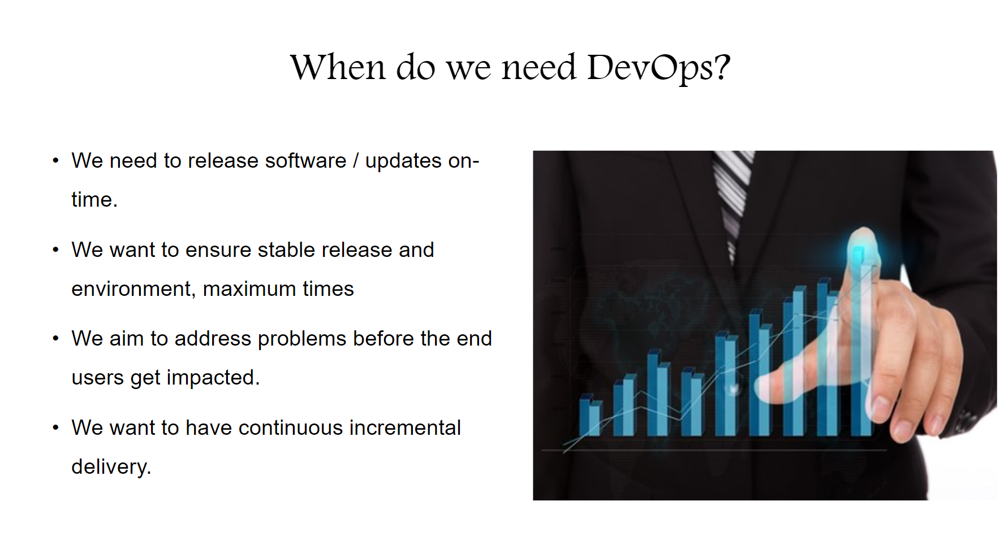 When do we need DevOps?
• We need to release software / updates on-
time.
• We want to ensure stable release and
environment, maximum times
• We aim to address problems before the end
users get impacted.
• We want to have continuous incremental
delivery.